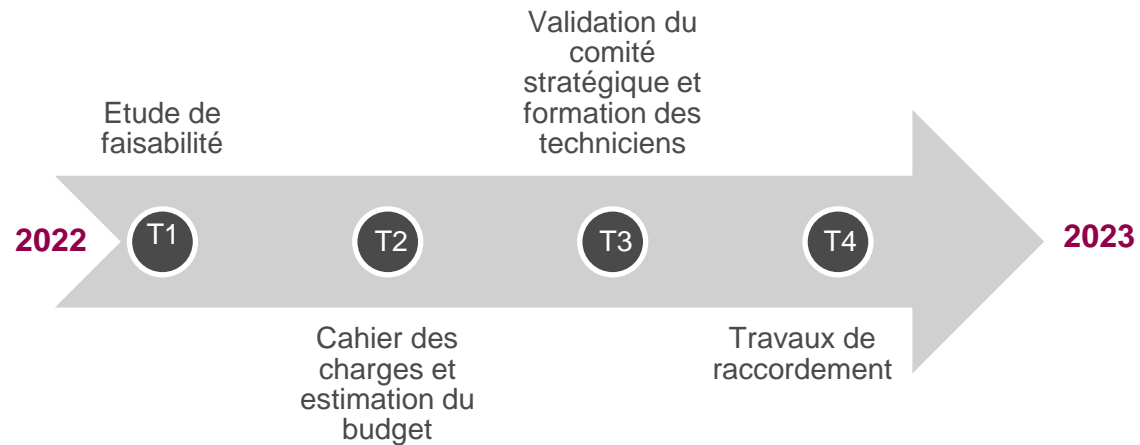 Validation du
comité
stratégique et
formation des
techniciens
Etude de
faisabilité
2022
T1
T2
T3
T4
2023
Cahier des
charges et
estimation du
budget
Travaux de
raccordement